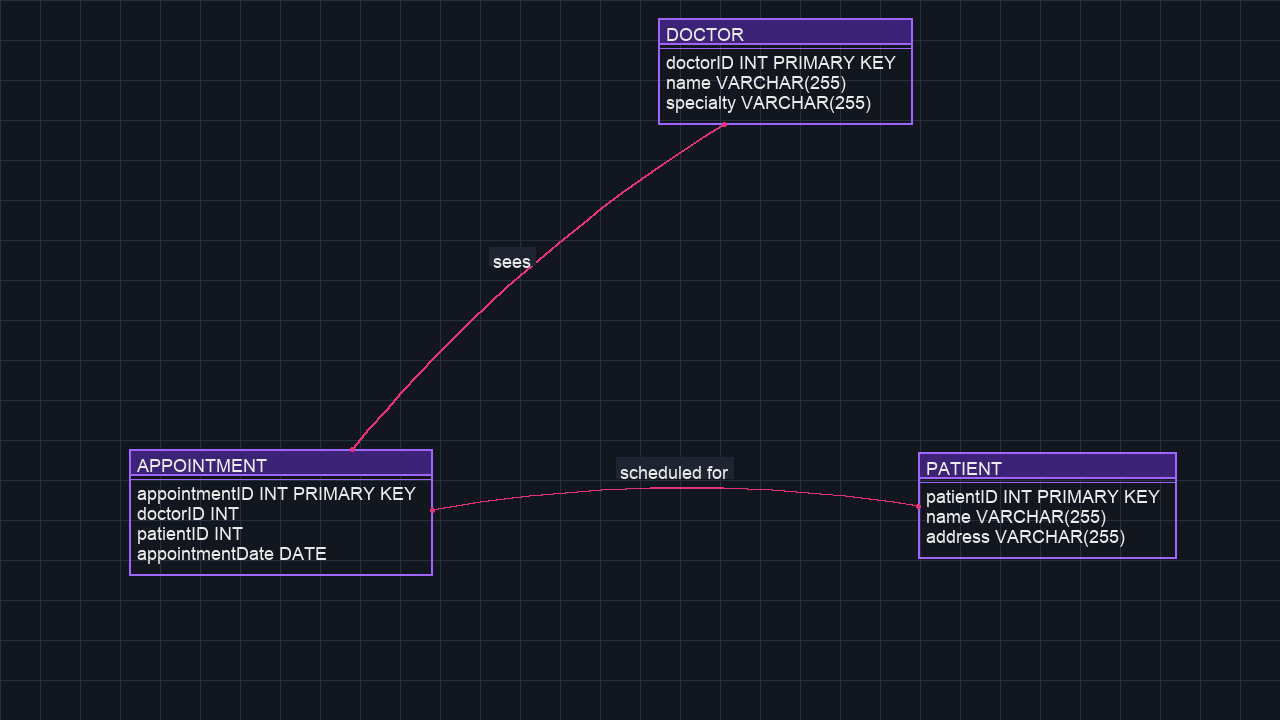 DOCTOR
doctorID INT PRIMARY KEY
name VARCHAR(255)
specialty VARCHAR(255)
sees
APPOINTMENT
appointmentID INT PRIMARY KEY
doctorID INT
patientID INT
appointmentDate DATE
scheduled for
PATIENT
patientID INT PRIMARY KEY
name VARCHAR(255)
address VARCHAR(255)